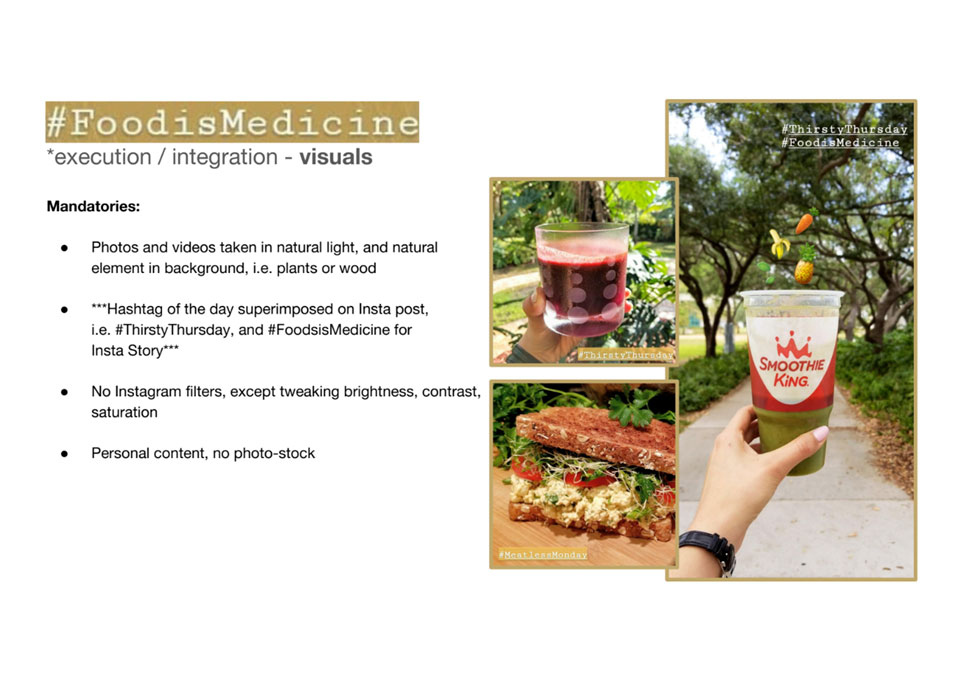 #FoodisMedicine
*execution / integration - visuals
Mandatories:
● Photos and videos taken in natural light, and natural
element in background, i.e. plants or wood
● ***Hashtag of the day superimposed on Insta post,
i.e. #ThirstyThursday, and #FoodsisMedicine for
Insta Story***
● No Instagram filters, except tweaking brightness, contrast,
saturation
● Personal content, no photo-stock
#ThirstyThursday
#MeatlessMonday
#ThirstyThursday
#FoodisMedicine
SMOOTHIE
KING